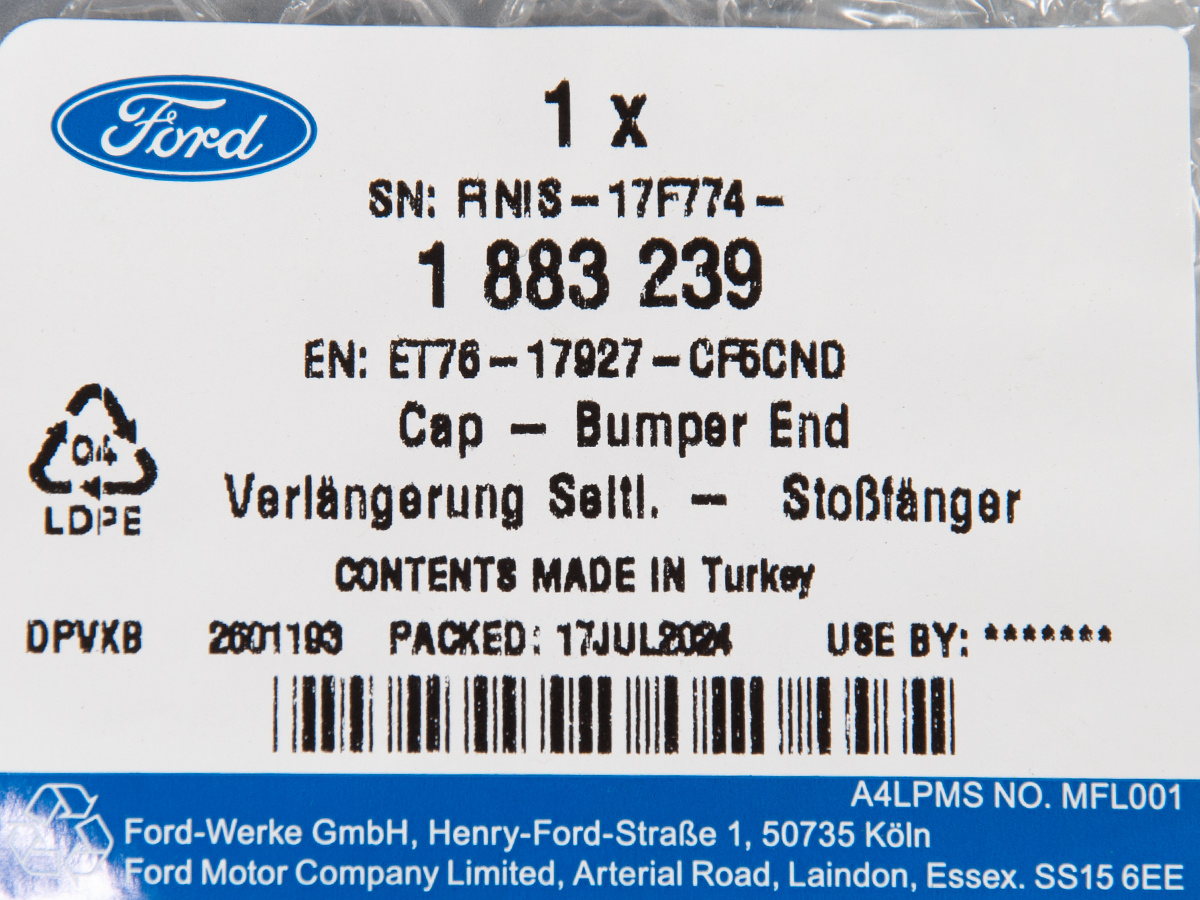 Ford
1 x
SN: FINIS-17F774-
1 883 239
EN: ET76-17927-CF5CND
Cap - Bumper End
04
LDPE
Verlängerung Seitl. - Stoßfänger
CONTENTS MADE IN Turkey
DPVXB 2601193 PACKED: 17JUL2024 USE BY: *******
A4LPMS NO. MFL001
Ford-Werke GmbH, Henry-Ford-Straße 1, 50735 Köln
Ford Motor Company Limited, Arterial Road, Laindon, Essex. SS15 6EE